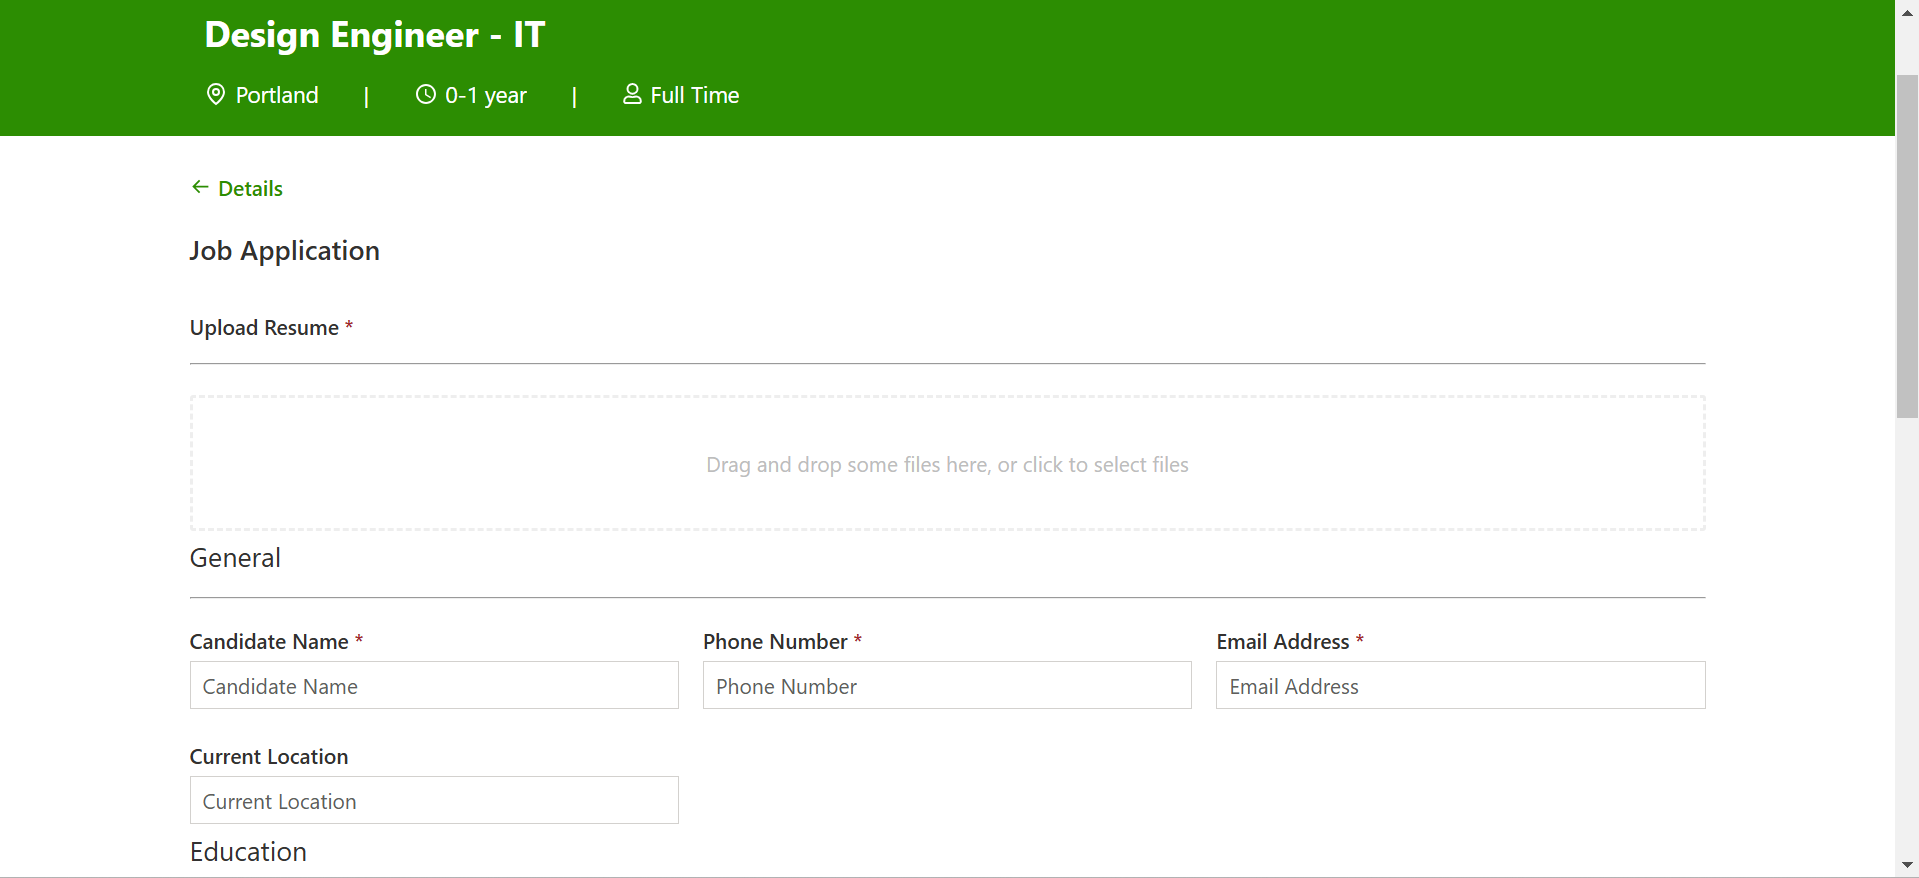 Design Engineer - IT
Portland | 0-1 year | Full Time
Details
Job Application
Upload Resume *
Drag and drop some files here, or click to select files
General
Candidate Name * Phone Number * Email Address *
Candidate Name Phone Number Email Address
Current Location
Current Location
Education